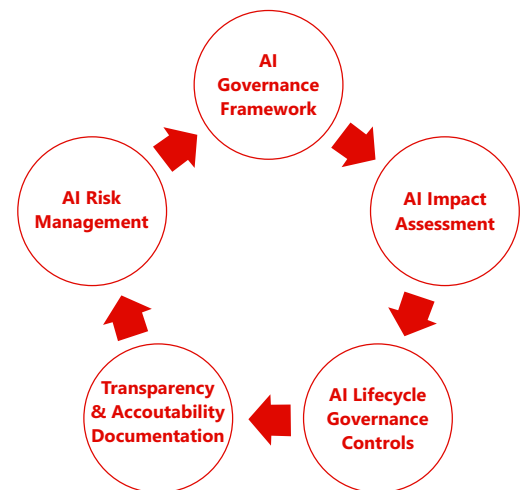 AI
Governance
Framework
AI Impact
Assessment
AI Lifecycle
Governance
Controls
Transparency
& Accoutability
Documentation
AI Risk
Management